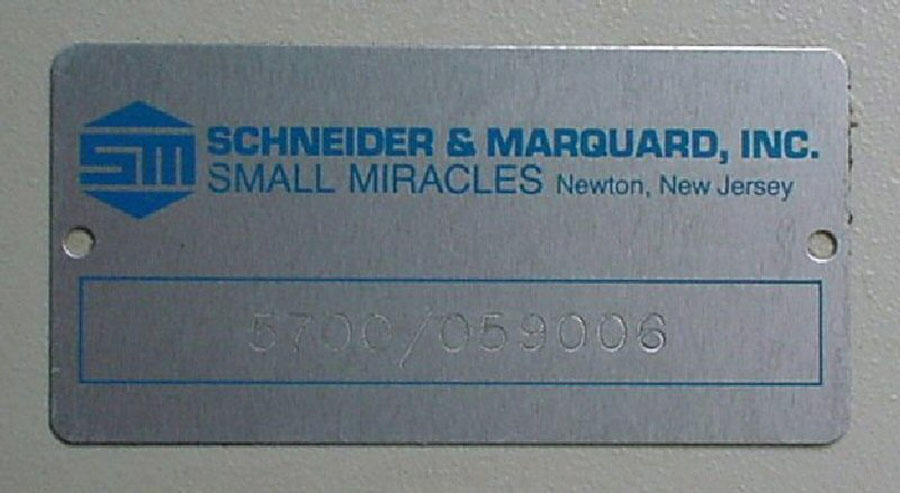 SM
SCHNEIDER & MARQUARD, INC.
SMALL MIRACLES Newton, New Jersey
5700/059006